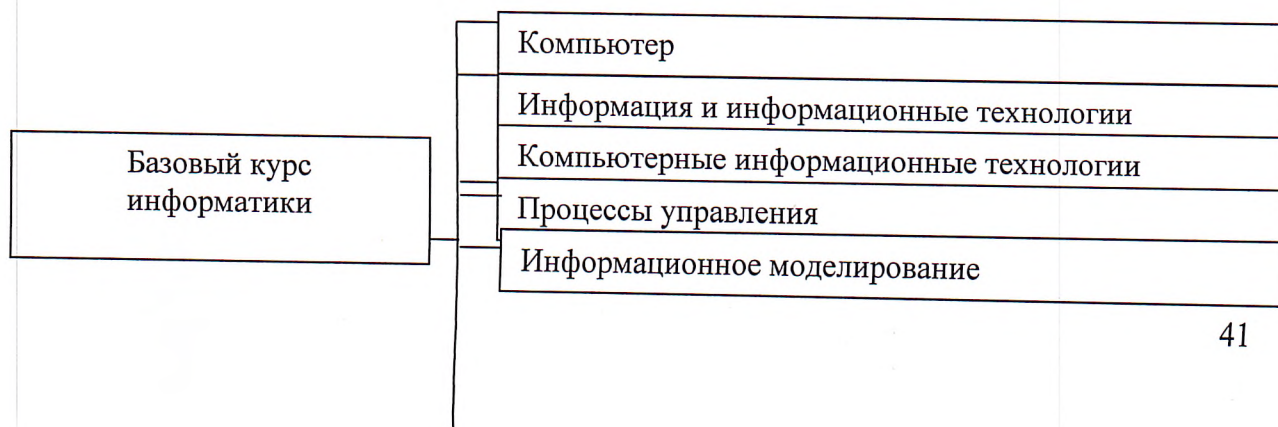 Компьютер
Информация и информационные технологии
Базовый курс
информатики
Компьютерные информационные технологии
Процессы управления
Информационное моделирование
41